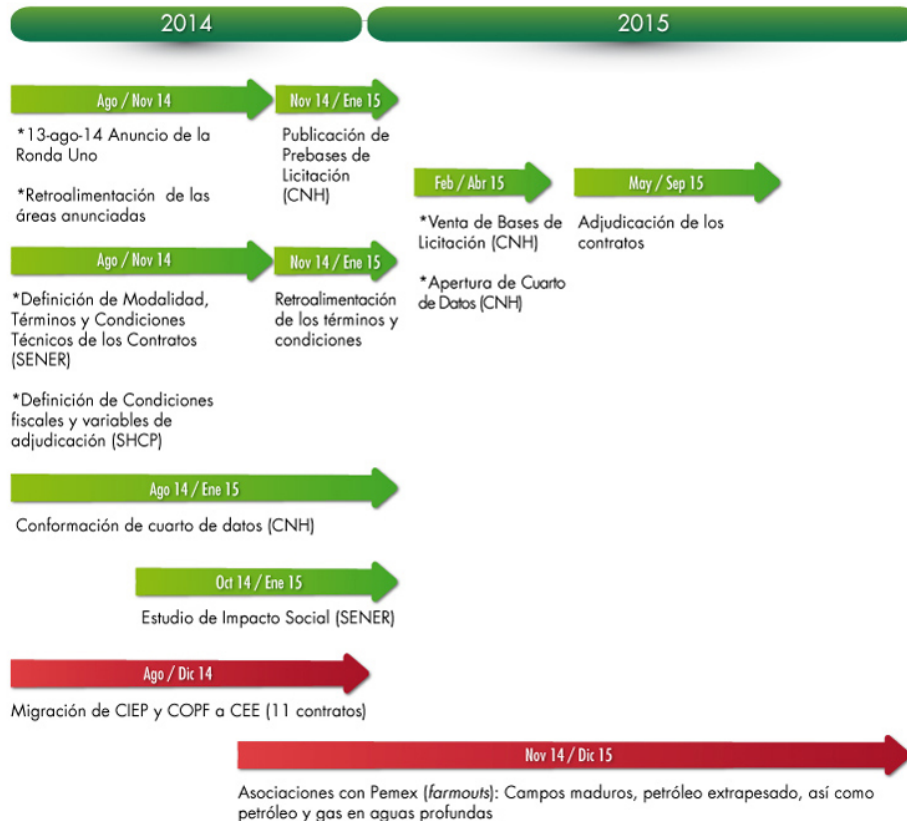 2014
2015
Ago / Nov 14
Nov 14 / Ene 15
*13-ago-14 Anuncio de la
Ronda Uno
*Retroalimentación de las
áreas anunciadas
Publicación de
Prebases de
Licitación
(CNH)
Feb / Abr 15
May / Sep 15
*Venta de Bases de
Licitación (CNH)
*Apertura de Cuarto
de Datos (CNH)
Adjudicación de los
contratos
Ago / Nov 14
Nov 14 / Ene 15
*Definición de Modalidad,
Términos y Condiciones
Técnicos de los Contratos
(SENER)
*Definición de Condiciones
fiscales y variables de
adjudicación (SHCP)
Retroalimentación
de los términos y
condiciones
Ago 14 / Ene 15
Conformación de cuarto de datos (CNH)
Oct 14 / Ene 15
Estudio de Impacto Social (SENER)
Ago / Dic 14
Migración de CIEP y COPF a CEE (11 contratos)
Nov 14 / Dic 15
Asociaciones con Pemex (farmouts): Campos maduros, petróleo extrapesado, así como
petróleo y gas en aguas profundas